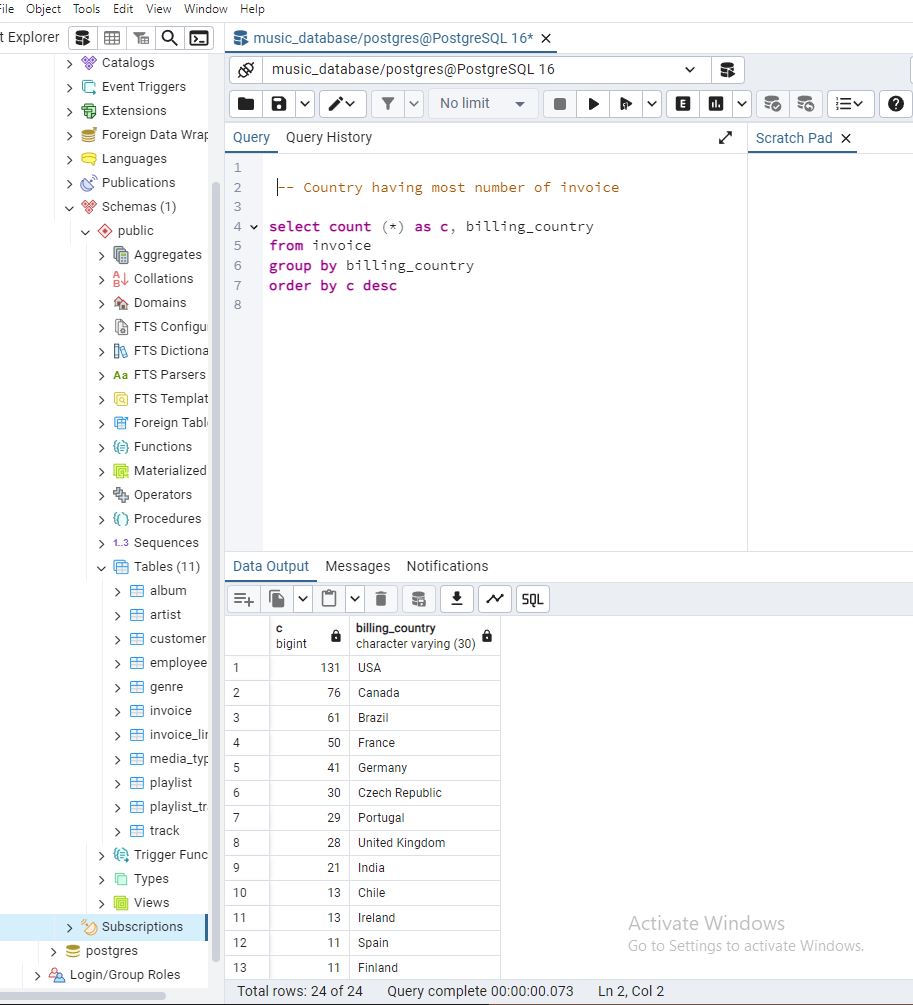 File Object Tools Edit View Window Help
t Explorer
music_database/postgres@PostgreSQL 16*
music_database/postgres@PostgreSQL 16
No limit
E
Query Query History
Scratch Pad
Catalogs
Event Triggers
Extensions
Foreign Data Wrap
Languages
Publications
Schemas (1)
public
Aggregates
Collations
Domains
FTS Configu
FTS Dictiona
Aa FTS Parsers
FTS Templat
Foreign Tabl
Functions
Materialized
Operators
Procedures
1..3 Sequences
Tables (11)
album
artist
customer
employee
genre
invoice
invoice_lin
media_typ
playlist
playlist_tr
track
Trigger Func
Types
Views
Subscriptions
postgres
Login/Group Roles
1
2 -- Country having most number of invoice
3
4 select count (*) as c, billing_country
5 from invoice
6 group by billing_country
7 order by c desc
8
Data Output Messages Notifications
SQL
c billing_country
bigint character varying (30)
1 131 USA
2 76 Canada
3 61 Brazil
4 50 France
5 41 Germany
6 30 Czech Republic
7 29 Portugal
8 28 United Kingdom
9 21 India
10 13 Chile
11 13 Ireland
12 11 Spain
13 11 Finland
Activate Windows
Go to Settings to activate Windows.
Total rows: 24 of 24 Query complete 00:00:00.073 Ln 2, Col 2